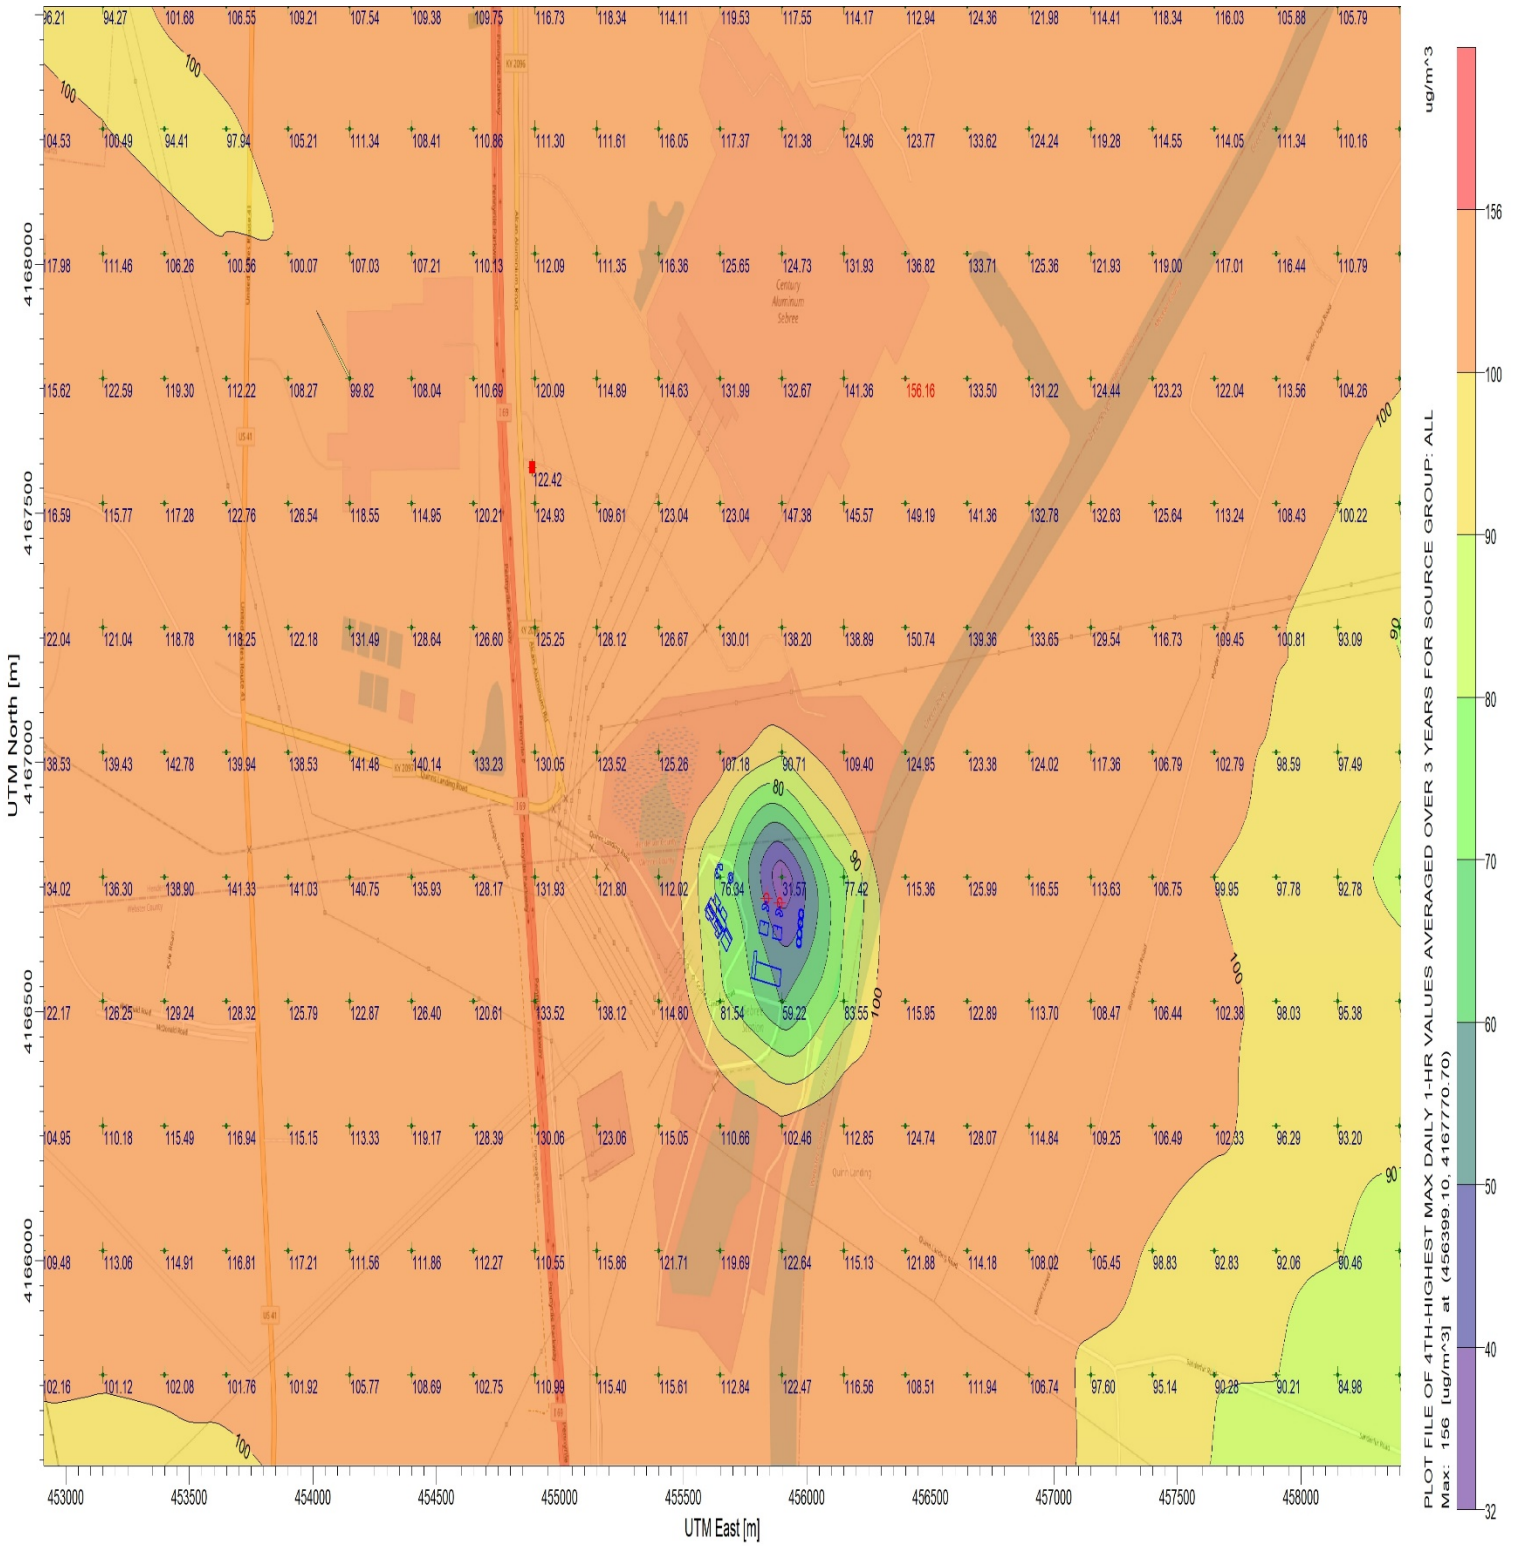 96.21 94.27 101.68 106.55 109.21 107.54 109.38 109.75 116.73 118.34 114.11 119.53 117.55 114.17 112.94 124.36 121.98 114.41 118.34 116.03 105.88 105.79
KY 2096
100
100
104.53 100.49 94.41 97.94 105.21 111.34 108.41 110.86 111.30 111.61 116.05 117.37 121.38 124.96 123.77 133.62 124.24 119.28 114.55 114.05 111.34 110.16
117.98 111.46 106.26 100.56 100.07 107.03 107.21 110.13 112.09 111.35 116.36 125.65 124.73 131.93 136.82 133.71 125.36 121.93 119.00 117.01 116.44 110.79
Century
Aluminum
Sebree
115.62 122.59 119.30 112.22 108.27 99.82 108.04 110.69 120.09 114.89 114.63 131.99 132.67 141.36 156.16 133.50 131.22 124.44 123.23 122.04 113.56 104.26
100
I 69
US 41
122.42
116.59 115.77 117.28 122.76 126.54 118.55 114.95 120.21 124.93 109.61 123.04 123.04 147.38 145.57 149.19 141.36 132.78 132.63 125.64 113.24 108.43 100.22
90
122.04 121.04 118.78 118.25 122.18 131.49 128.64 126.60 125.25 128.12 126.67 130.01 138.20 138.89 150.74 139.36 133.65 129.54 116.73 109.45 100.81 93.09
138.53 139.43 142.78 139.94 138.53 141.48 140.14 133.23 130.05 123.52 125.26 107.18 90.71 109.40 124.95 123.38 124.02 117.36 106.79 102.79 98.59 97.49
KY 2097
80
I 69
90
134.02 136.30 138.90 141.33 141.03 140.75 135.93 128.17 131.93 121.80 112.02 76.34 31.57 77.42 115.36 125.99 116.55 113.63 106.75 99.95 97.78 92.78
Webster County
100
100
122.17 126.25 129.24 128.32 125.79 122.87 126.40 120.61 133.52 138.12 114.80 81.54 59.22 83.55 115.95 122.89 113.70 108.47 106.44 102.38 98.03 95.38
104.95 110.18 115.49 116.94 115.15 113.33 119.17 128.39 130.06 123.06 115.05 110.66 102.46 112.85 124.74 128.07 114.84 109.25 106.49 102.33 96.29 93.20
Quinn Landing
90
109.48 113.06 114.91 116.81 117.21 111.56 111.86 112.27 110.55 115.86 121.71 119.69 122.64 115.13 121.88 114.18 108.02 105.45 98.83 92.83 92.06 90.46
US 41
102.16 101.12 102.08 101.76 101.92 105.77 108.69 102.75 110.99 115.40 115.61 112.84 122.47 116.56 108.51 111.94 106.74 97.60 95.14 90.26 90.21 84.98
I 69
100
453000 453500 454000 454500 455000 455500 456000 456500 457000 457500 458000
UTM East [m]
UTM North [m]
4166000 4166500 4167000 4167500 4168000
PLOT FILE OF 4TH-HIGHEST MAX DAILY 1-HR VALUES AVERAGED OVER 3 YEARS FOR SOURCE GROUP: ALL
Max: 156 [ug/m^3] at (456399.10, 4167770.70)
ug/m^3
156
100
90
80
70
60
50
40
32